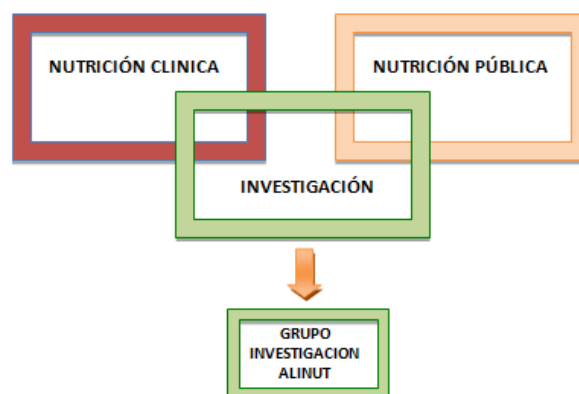 NUTRICIÓN CLINICA
NUTRICIÓN PÚBLICA
INVESTIGACIÓN
GRUPO
INVESTIGACION
ALINUT